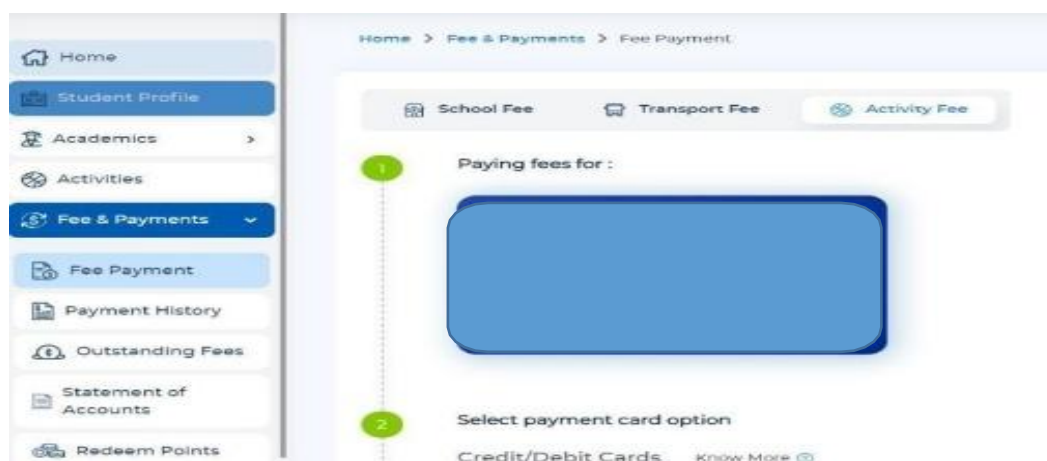 Home > Fee & Payments > Fee Payment
Home
Student Profile
Academics >
Activities
Fee & Payments
Fee Payment
Payment History
Outstanding Fees
Statement of
Accounts
Redeem Points
School Fee
Transport Fee
Activity Fee
1
Paying fees for :
2
Select payment card option
Credit/Debit Cards Know More